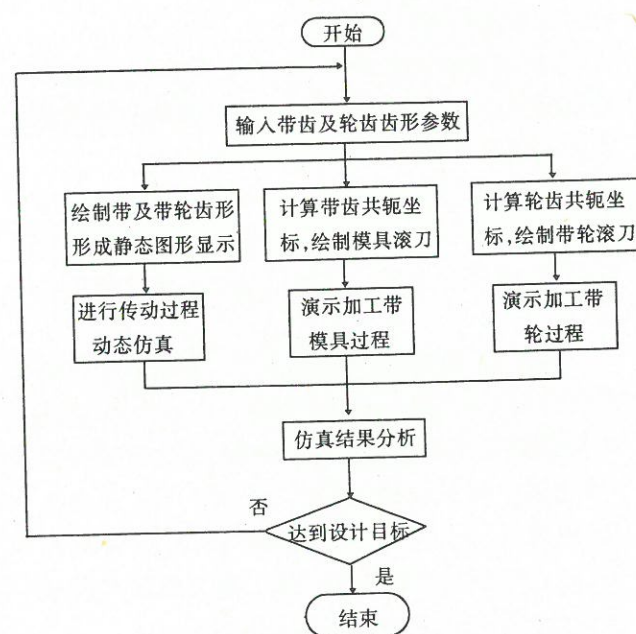 开始
输入带齿及轮齿齿形参数
绘制带及带轮齿形
形成静态图形显示
计算带齿共轭坐
标,绘制模具滚刀
计算轮齿共轭坐
标,绘制带轮滚刀
进行传动过程
动态仿真
演示加工带
模具过程
演示加工带
轮过程
仿真结果分析
否
达到设计目标
是
结束